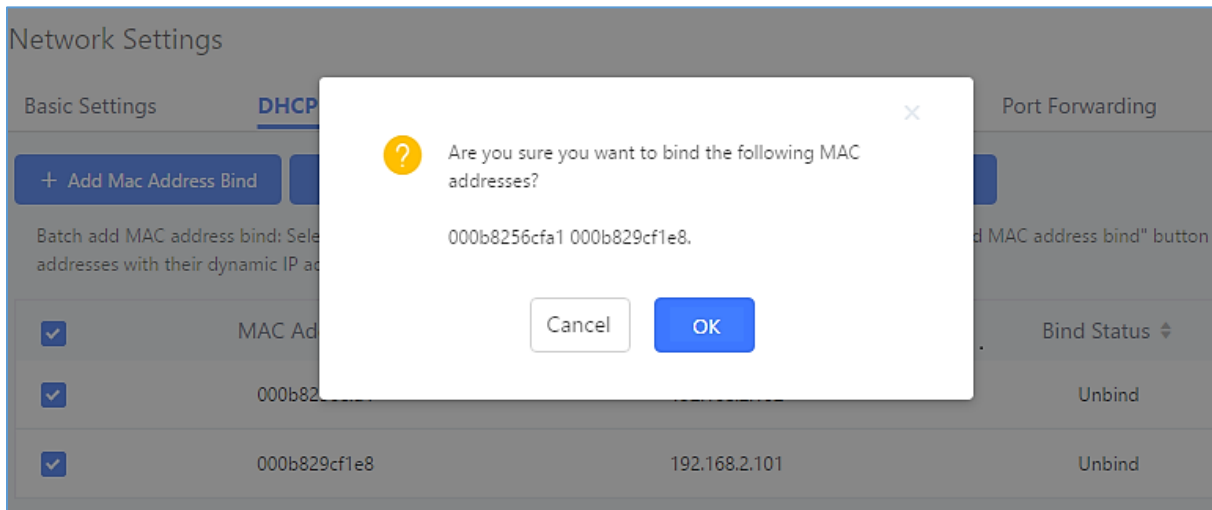 Network Settings
Basic Settings
DHCP
Port Forwarding
+ Add Mac Address Bind
Are you sure you want to bind the following MAC
addresses?
000b8256cfa1 000b829cf1e8.
Batch add MAC address bind:
MAC address bind" button
addresses with their dynamic IP
Cancel
OK
MAC
Bind Status
Unbind
000b829cf1e8
192.168.2.101
Unbind